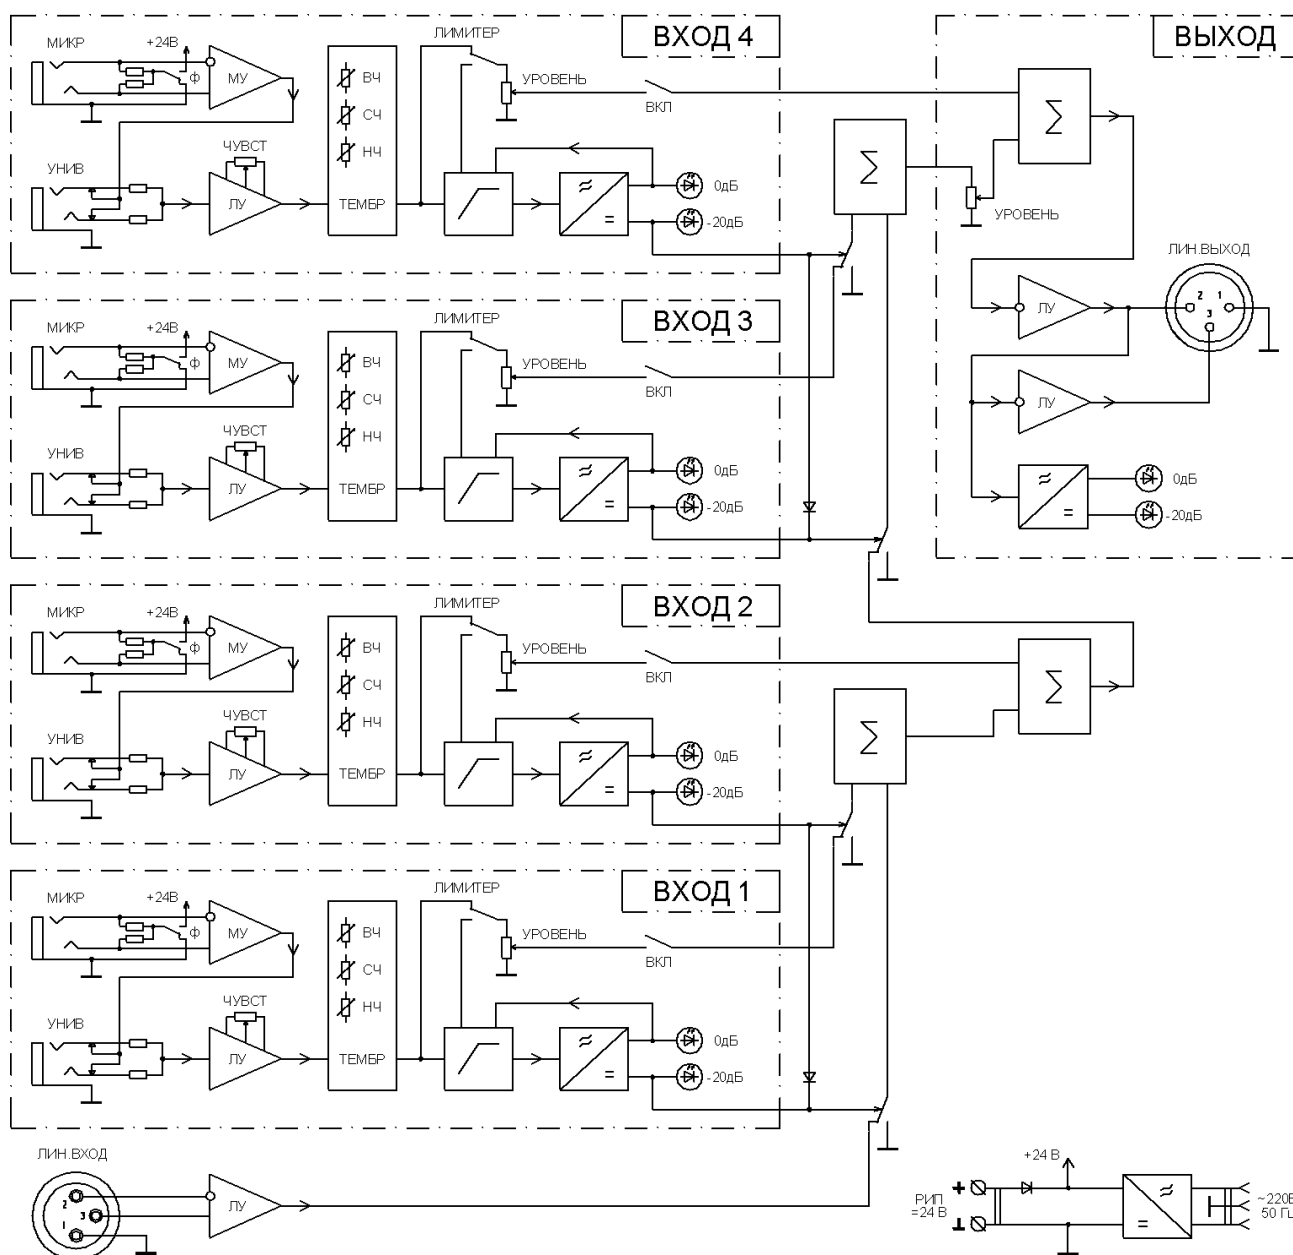 ВХОД 4
МИКР
+24В
Ф
МУ
УНИВ
ЧУВСТ
ЛУ
ВЧ
СЧ
НЧ
ТЕМБР
ЛИМИТЕР
УРОВЕНЬ
ВКЛ
≈
=
0дБ
-20дБ
ВХОД 3
МИКР
+24В
Ф
МУ
УНИВ
ЧУВСТ
ЛУ
ВЧ
СЧ
НЧ
ТЕМБР
ЛИМИТЕР
УРОВЕНЬ
ВКЛ
≈
=
0дБ
-20дБ
ВХОД 2
МИКР
+24В
Ф
МУ
УНИВ
ЧУВСТ
ЛУ
ВЧ
СЧ
НЧ
ТЕМБР
ЛИМИТЕР
УРОВЕНЬ
ВКЛ
≈
=
0дБ
-20дБ
ВХОД 1
МИКР
+24В
Ф
МУ
УНИВ
ЧУВСТ
ЛУ
ВЧ
СЧ
НЧ
ТЕМБР
ЛИМИТЕР
УРОВЕНЬ
ВКЛ
≈
=
0дБ
-20дБ
ЛИН.ВХОД
2
3
1
ЛУ
Σ
Σ
Σ
ВЫХОД
Σ
УРОВЕНЬ
ЛИН.ВЫХОД
2 1
3
ЛУ
ЛУ
≈
=
0дБ
-20дБ
+24 В
РИП
=24 В
+
⊥
≈
=
~220В
50 Гц